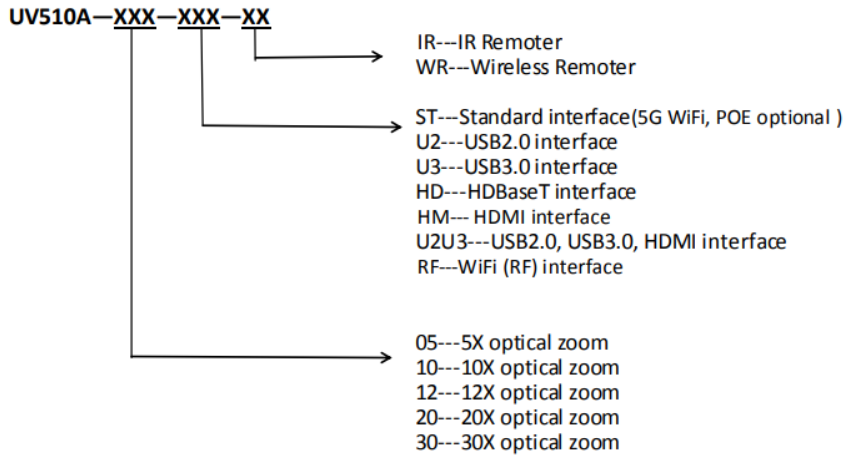 UV510A—XXX—XXX—XX
IR---IR Remoter
WR---Wireless Remoter
ST---Standard interface(5G WiFi, POE optional )
U2---USB2.0 interface
U3---USB3.0 interface
HD---HDBaseT interface
HM--- HDMI interface
U2U3---USB2.0, USB3.0, HDMI interface
RF---WiFi (RF) interface
05---5X optical zoom
10---10X optical zoom
12---12X optical zoom
20---20X optical zoom
30---30X optical zoom